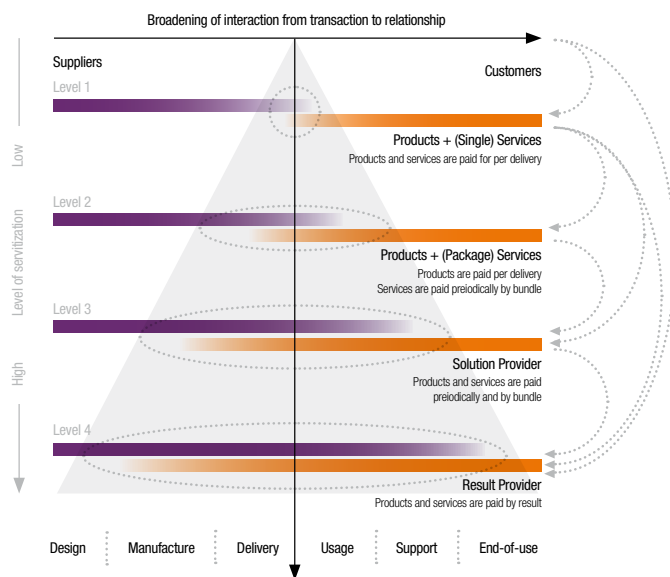 Broadening of interaction from transaction to relationship
Suppliers
Customers
Level 1
Products + (Single) Services
Products and services are paid for per delivery
Low
Level 2
Products + (Package) Services
Products are paid per delivery
Services are paid preiodically by bundle
Level of servitization
Level 3
Solution Provider
Products and services are paid
preiodically and by bundle
High
Level 4
Result Provider
Products and services are paid by result
Design
Manufacture
Delivery
Usage
Support
End-of-use